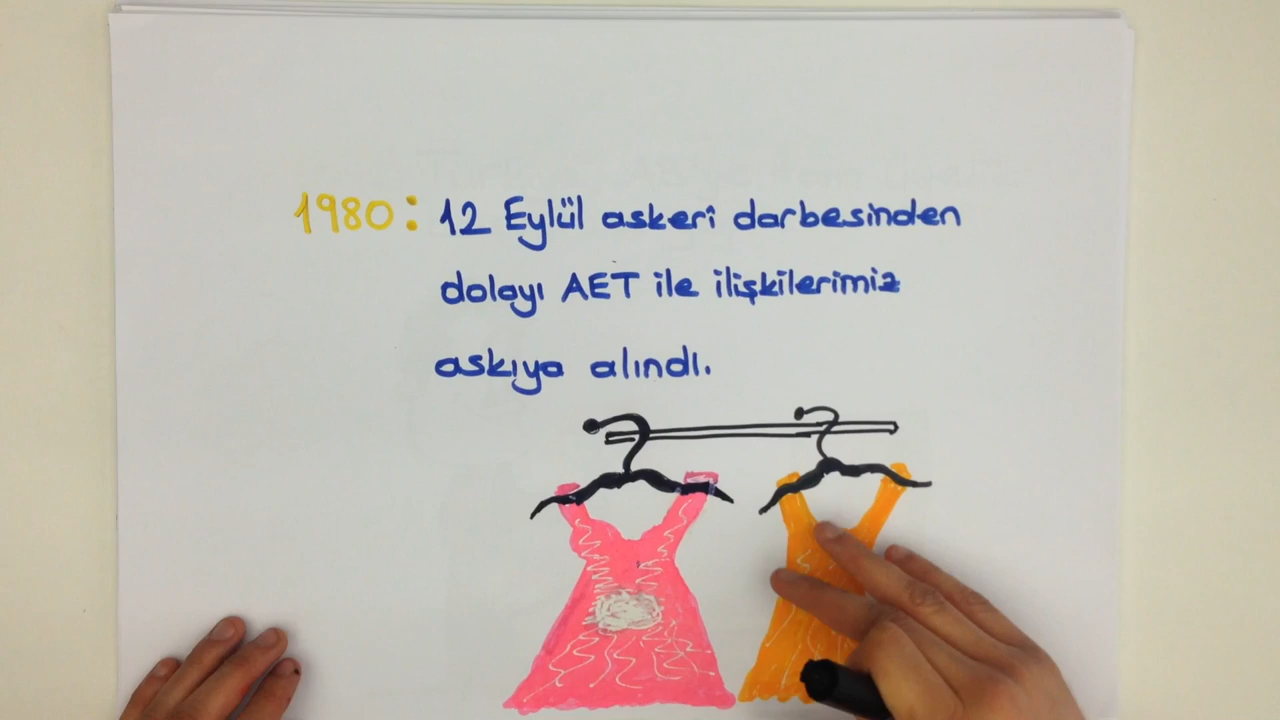 1980: 12 Eylül askeri darbesinden
dolayı AET ile ilişkilerimiz
askıya alındı.